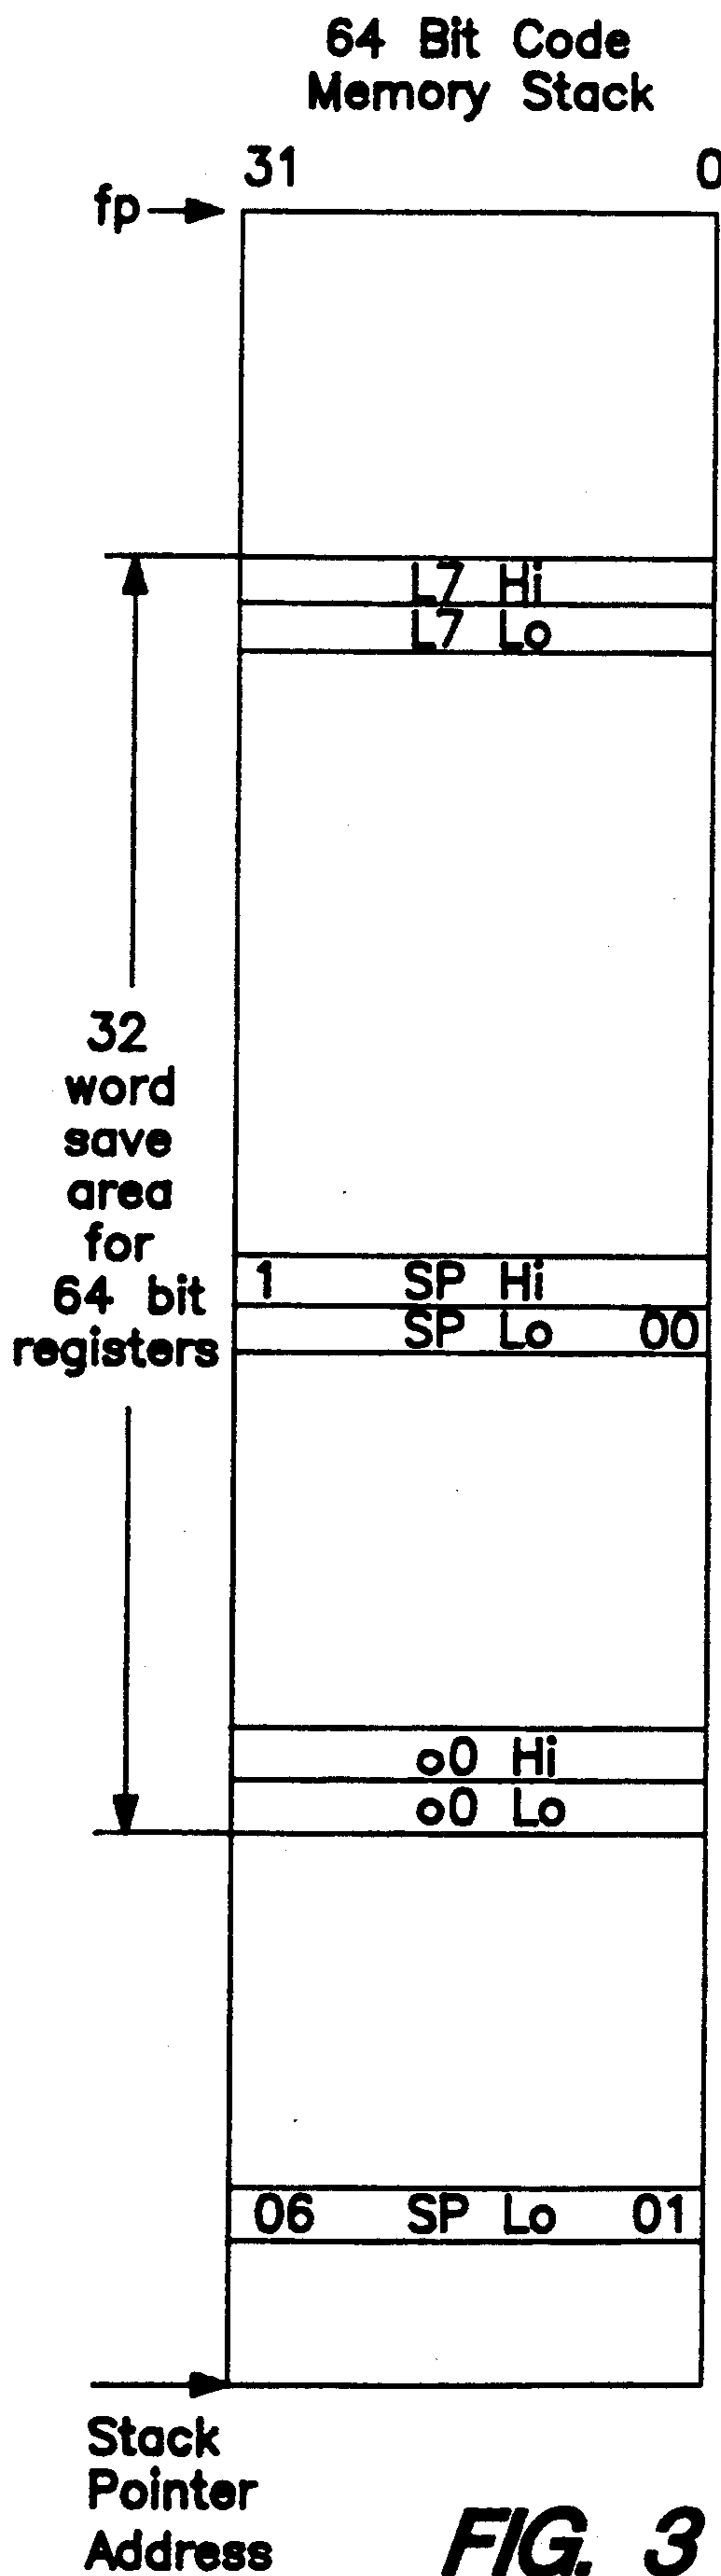 64 Bit Code
Memory Stack
31 0
fp
L7 Hi
L7 Lo
32
word
save
area
for
64 bit
registers
1 SP Hi
SP Lo 00
o0 Hi
o0 Lo
06 SP Lo 01
Stack
Pointer
Address
FIG. 3